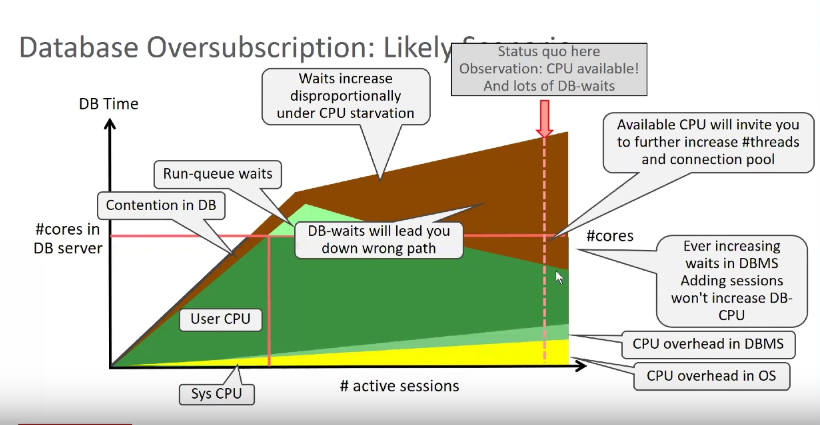 Database Oversubscription: Likely
Status quo here
Observation: CPU available!
And lots of DB-waits
Waits increase
disproportionally
under CPU starvation
DB Time
Available CPU will invite you
to further increase #threads
and connection pool
Run-queue waits
Contention in DB
#cores in
DB server
DB-waits will lead you
down wrong path
#cores
Ever increasing
waits in DBMS
Adding sessions
won't increase DB-
CPU
User CPU
CPU overhead in DBMS
CPU overhead in OS
Sys CPU
# active sessions